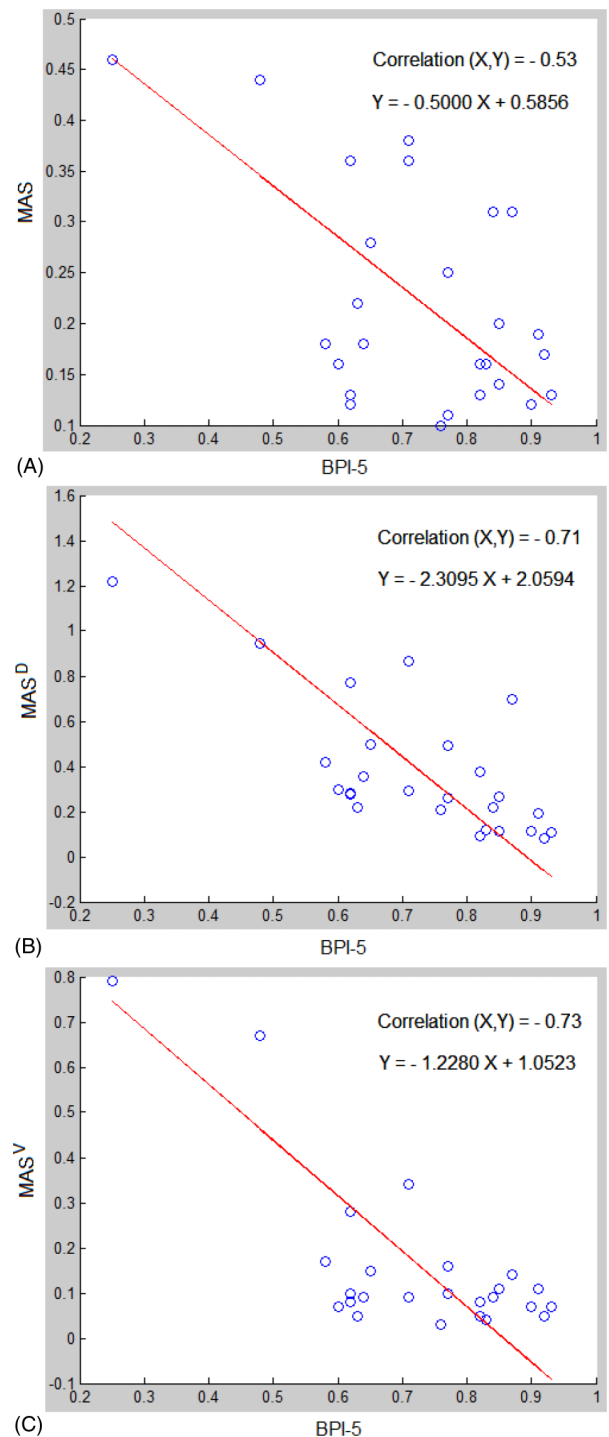 0.5
Correlation (X,Y) = - 0.53
0.45
Y = - 0.5000 X + 0.5856
0.4
0.35
MAS
0.3
0.25
0.2
0.15
0.1
0.2 0.3 0.4 0.5 0.6 0.7 0.8 0.9 1
(A)
BPI-5
1.6
Correlation (X,Y) = - 0.71
1.4
Y = - 2.3095 X + 2.0594
1.2
1
0.8
MAS^D
0.6
0.4
0.2
0
-0.2
0.2 0.3 0.4 0.5 0.6 0.7 0.8 0.9 1
(B)
BPI-5
0.8
Correlation (X,Y) = - 0.73
0.7
Y = - 1.2280 X + 1.0523
0.6
0.5
0.4
MAS^V
0.3
0.2
0.1
0
-0.1
0.2 0.3 0.4 0.5 0.6 0.7 0.8 0.9 1
(C)
BPI-5